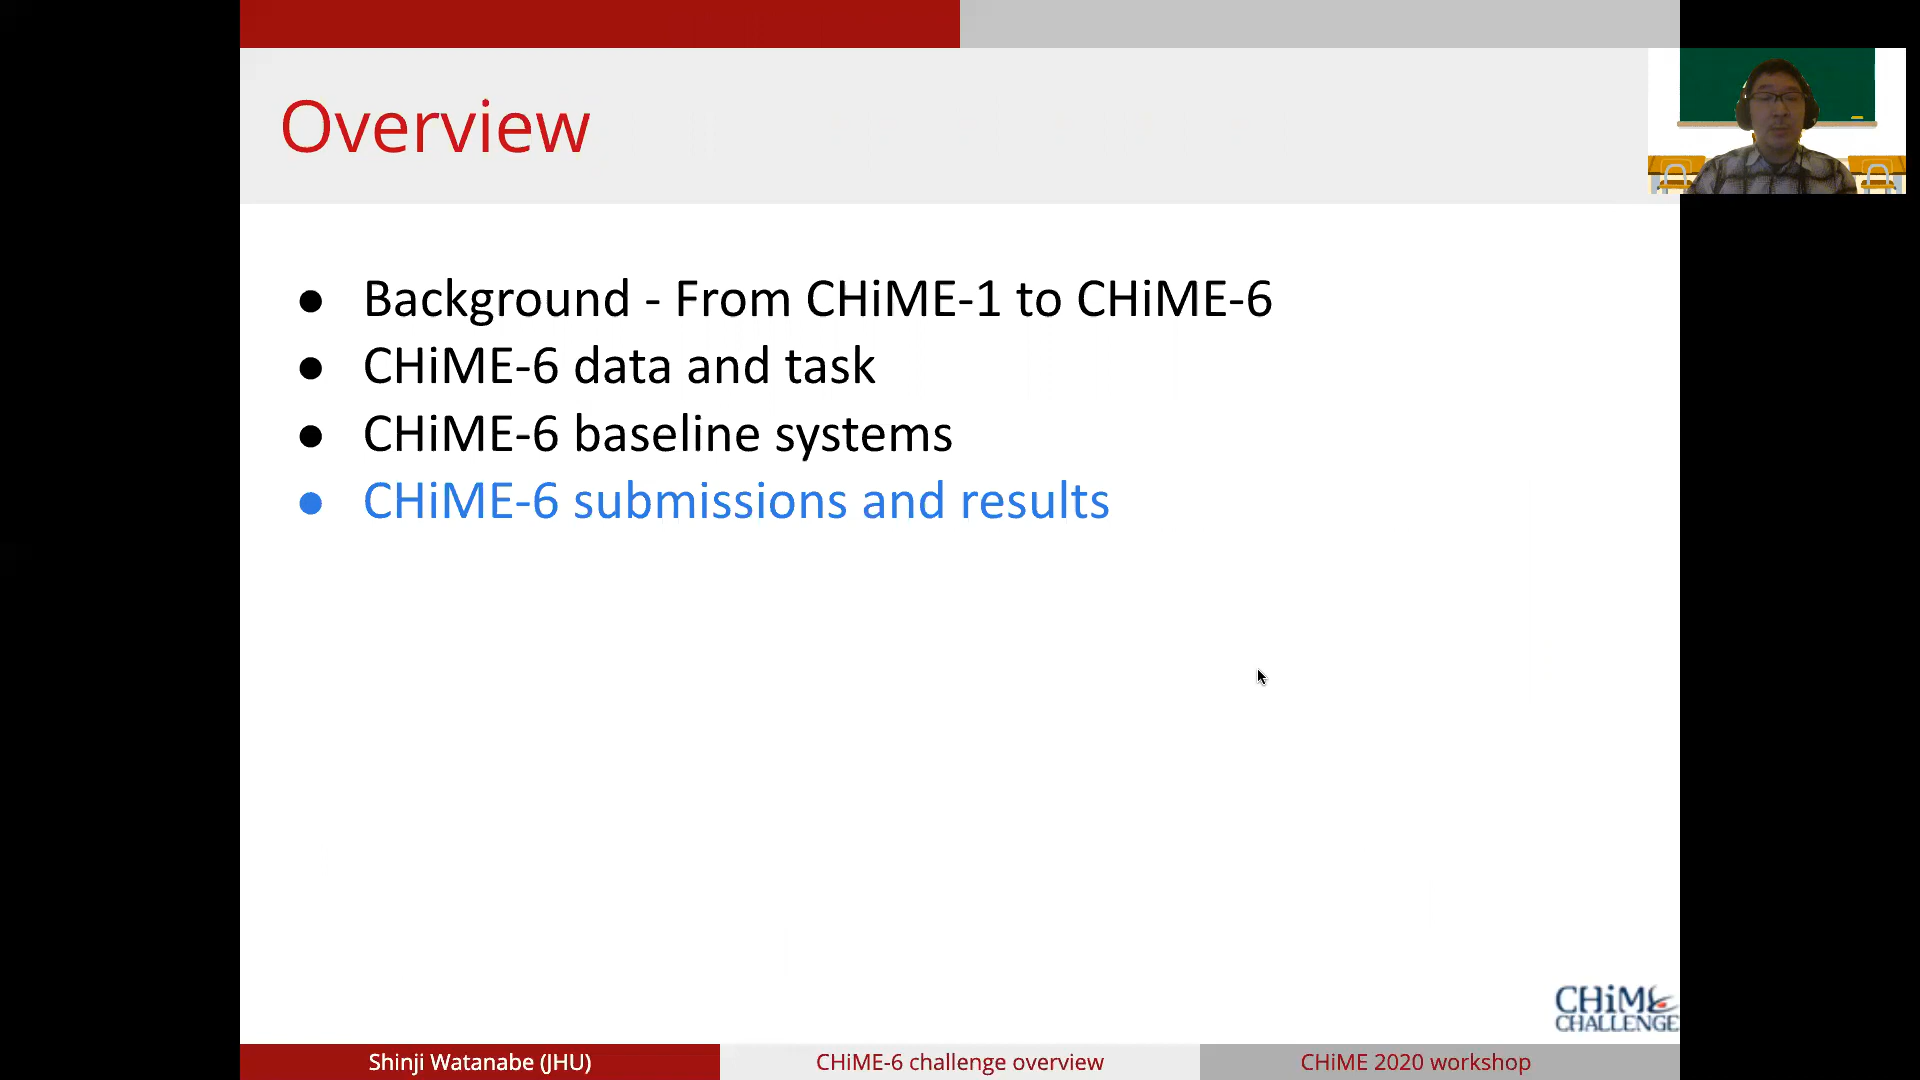 Overview
● Background - From CHiME-1 to CHiME-6
● CHiME-6 data and task
● CHiME-6 baseline systems
● CHiME-6 submissions and results
CHiME
CHALLENGE
Shinji Watanabe (JHU)
CHiME-6 challenge overview
CHiME 2020 workshop